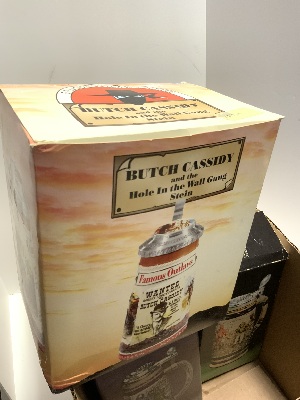 BUTCH CASSIDY
and the
Hole In the Wall Gang
Stein
BUTCH CASSIDY
and the
Hole In the Wall Gang
Stein
Famous Outlaws
WANTED